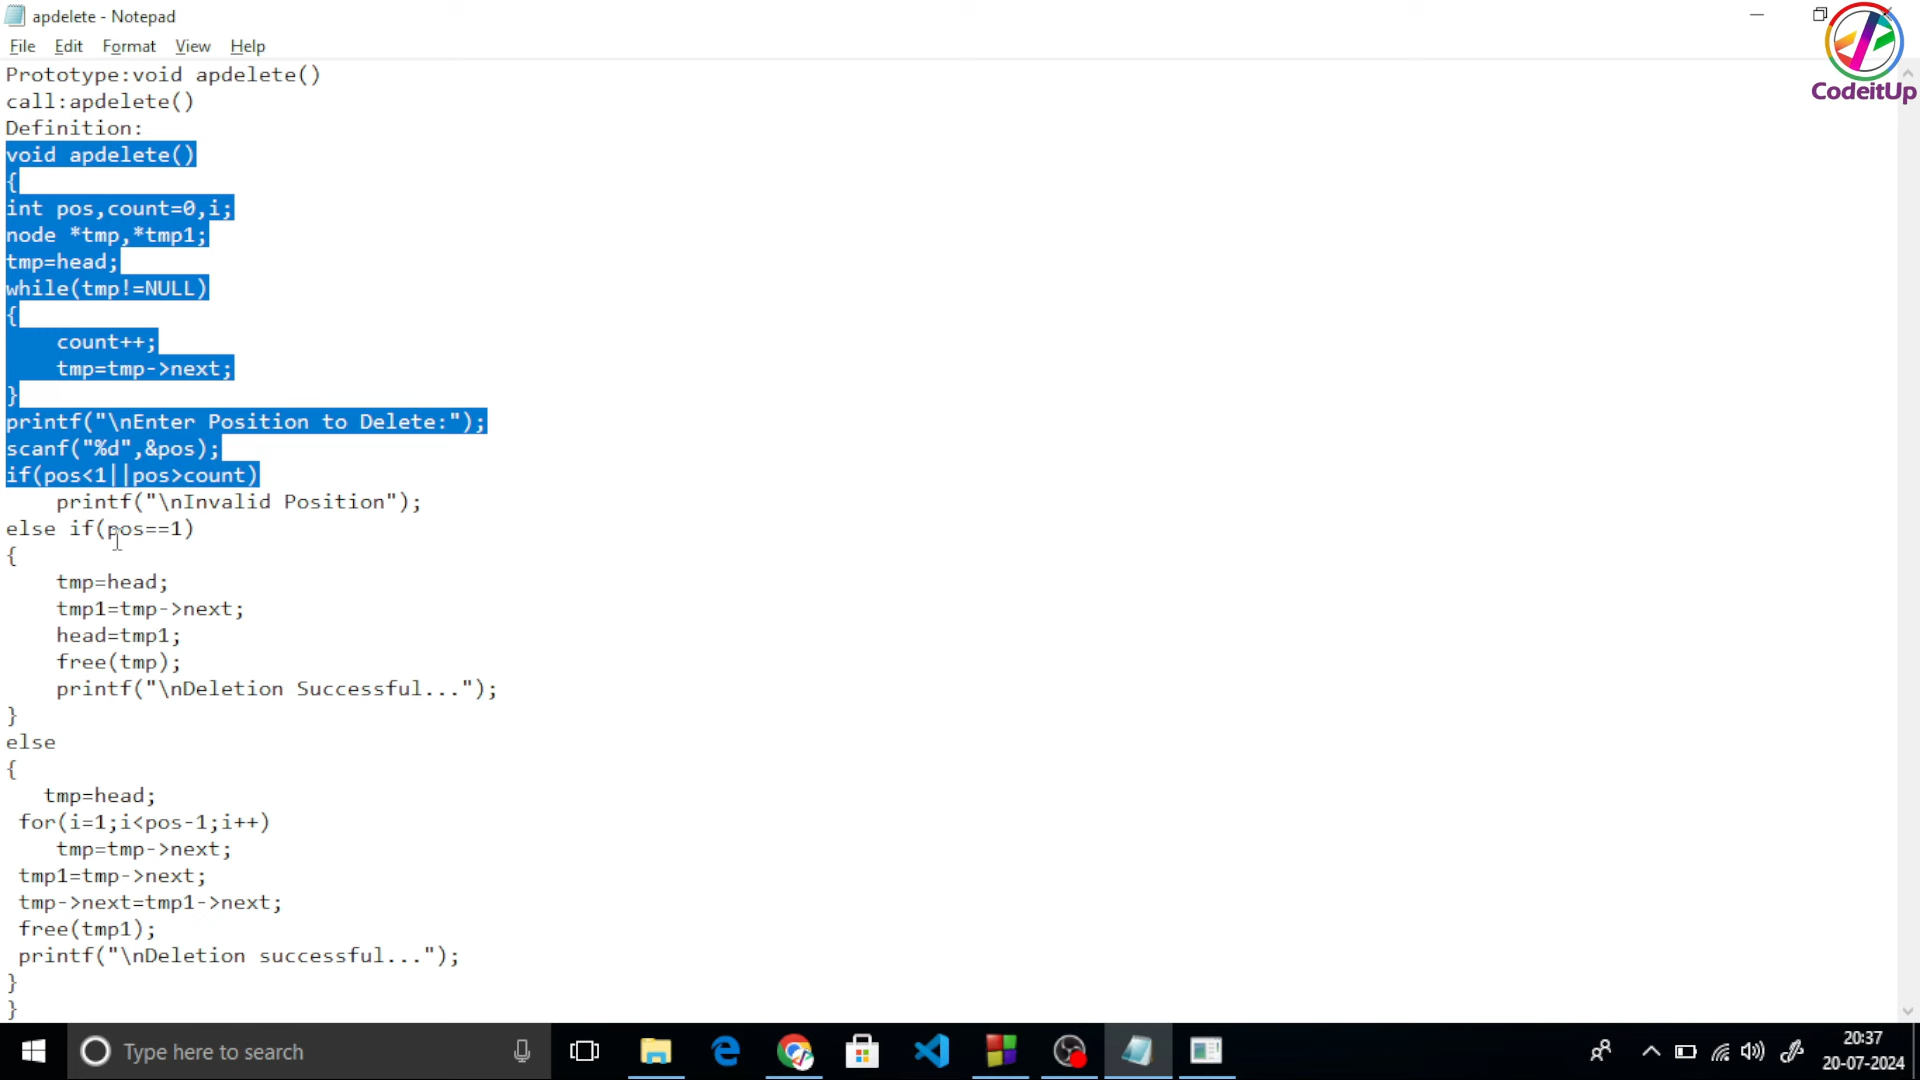 apdelete - Notepad
File Edit Format View Help
CodeitUp
Prototype:void apdelete()
call:apdelete()
Definition:
void apdelete()
{
int pos,count=0,i;
node *tmp,*tmp1;
tmp=head;
while(tmp!=NULL)
{
    count++;
    tmp=tmp->next;
}
printf("\nEnter Position to Delete:");
scanf("%d",&pos);
if(pos<1||pos>count)
    printf("\nInvalid Position");
else if(pos==1)
{
    tmp=head;
    tmp1=tmp->next;
    head=tmp1;
    free(tmp);
    printf("\nDeletion Successful...");
}
else
{
   tmp=head;
 for(i=1;i<pos-1;i++)
    tmp=tmp->next;
 tmp1=tmp->next;
 tmp->next=tmp1->next;
 free(tmp1);
 printf("\nDeletion successful...");
}
}
Type here to search
20:37
20-07-2024